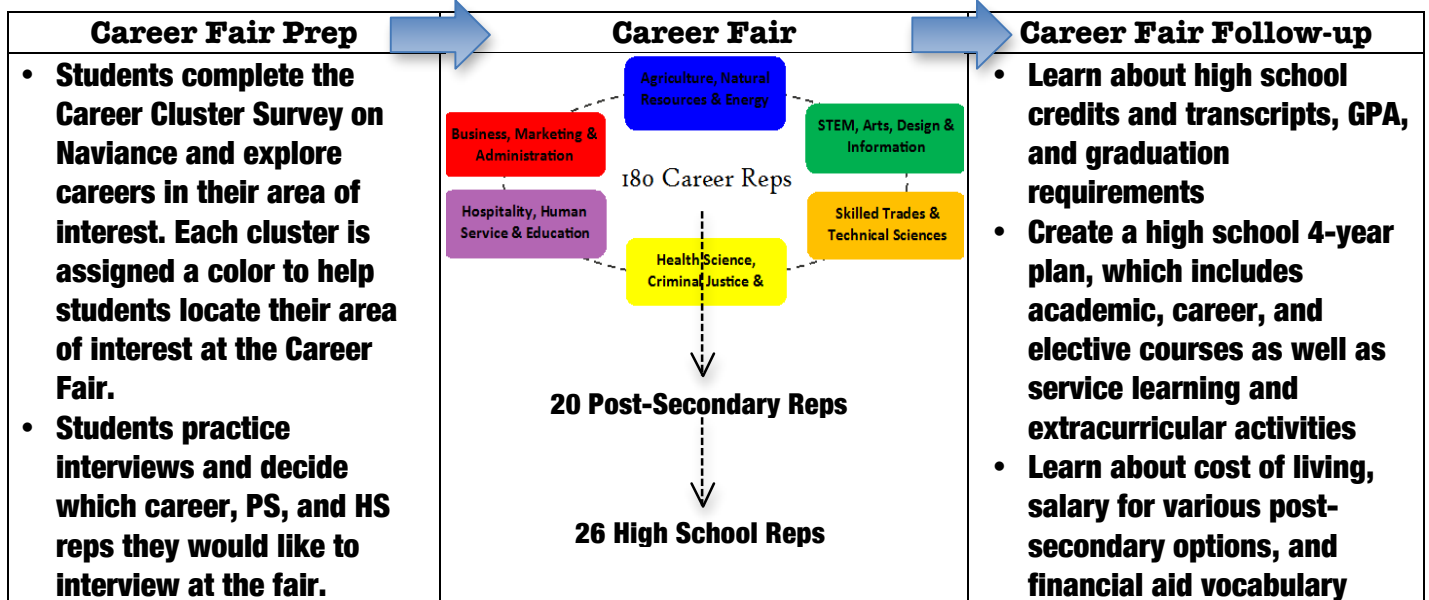 Career Fair Prep
• Students complete the
Career Cluster Survey on
Naviance and explore
careers in their area of
interest. Each cluster is
assigned a color to help
students locate their area
of interest at the Career
Fair.
• Students practice
interviews and decide
which career, PS, and HS
reps they would like to
interview at the fair.
Career Fair
Agriculture, Natural
Resources & Energy
Business, Marketing &
Administration
STEM, Arts, Design &
Information
180 Career Reps
Hospitality, Human
Service & Education
Skilled Trades &
Technical Sciences
Health Science,
Criminal Justice &
20 Post-Secondary Reps
26 High School Reps
Career Fair Follow-up
• Learn about high school
credits and transcripts, GPA,
and graduation
requirements
• Create a high school 4-year
plan, which includes
academic, career, and
elective courses as well as
service learning and
extracurricular activities
• Learn about cost of living,
salary for various post-
secondary options, and
financial aid vocabulary